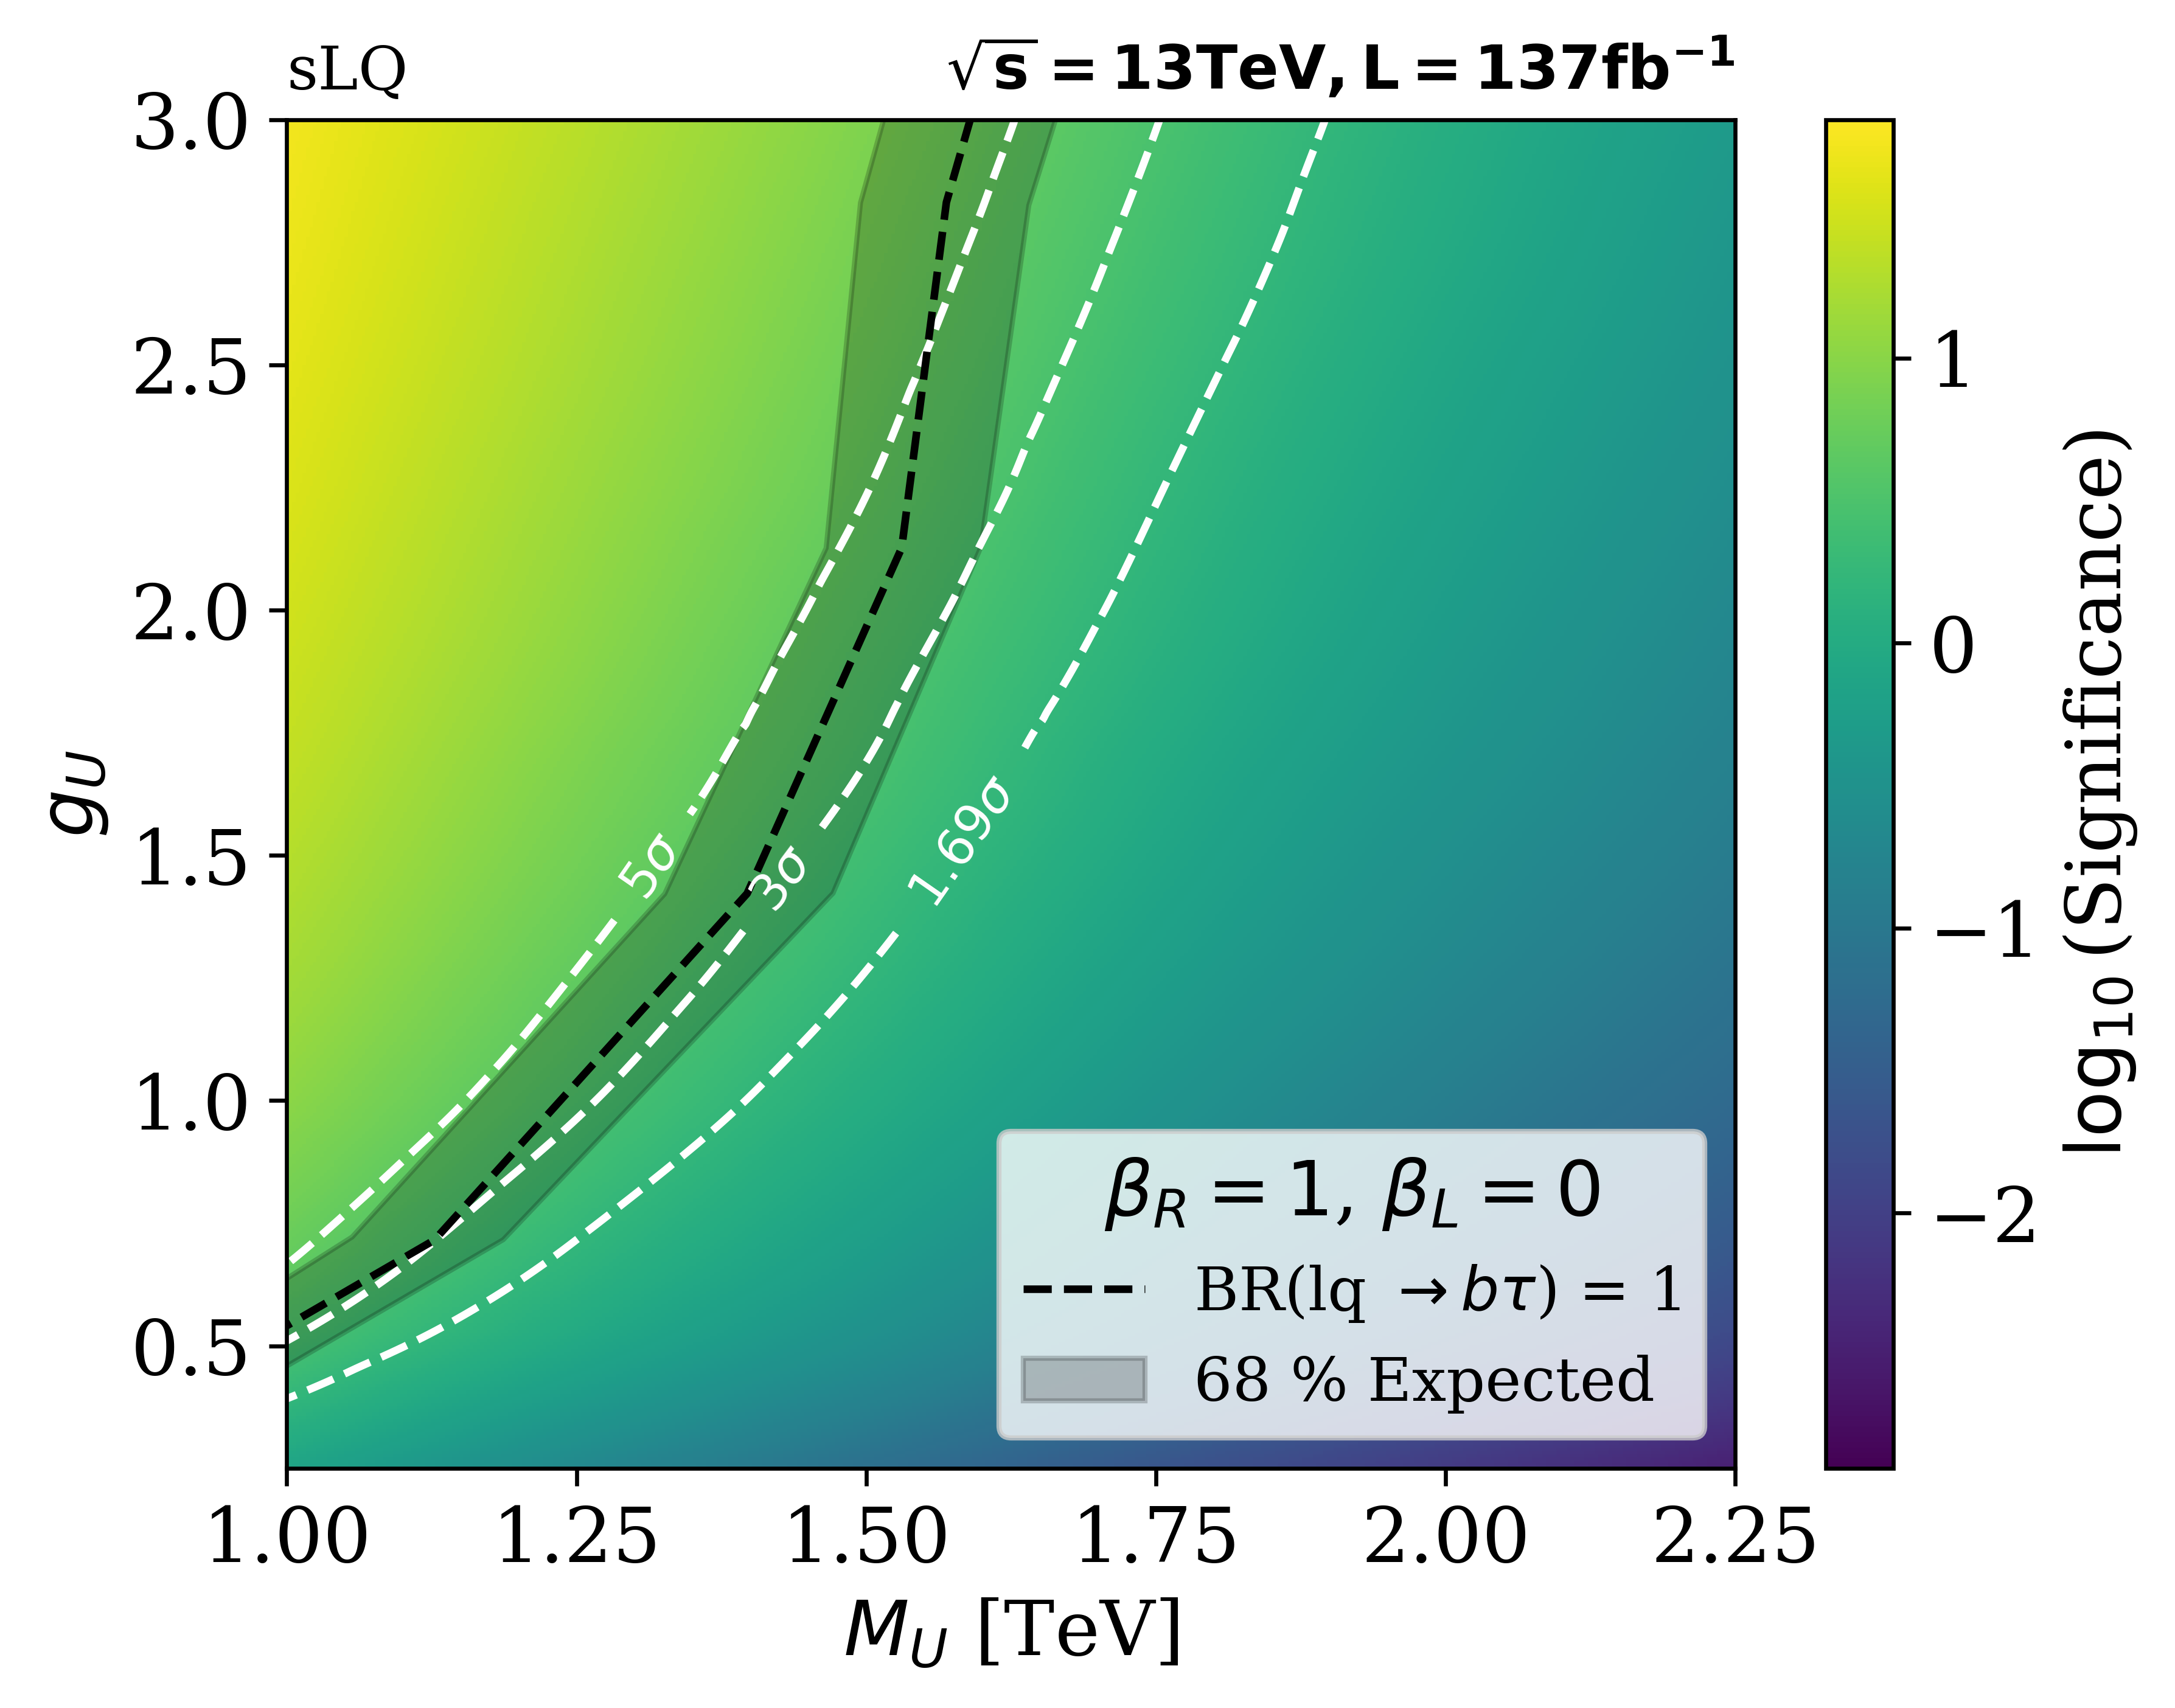 sLQ
√s = 13TeV, L = 137fb⁻¹
3.0
2.5
2.0
1.5
1.0
0.5
g_U
5σ
3σ
1.69σ
β_R = 1, β_L = 0
BR(lq → bτ) = 1
68 % Expected
1.00 1.25 1.50 1.75 2.00 2.25
M_U [TeV]
1
0
−1
−2
log₁₀ (Significance)